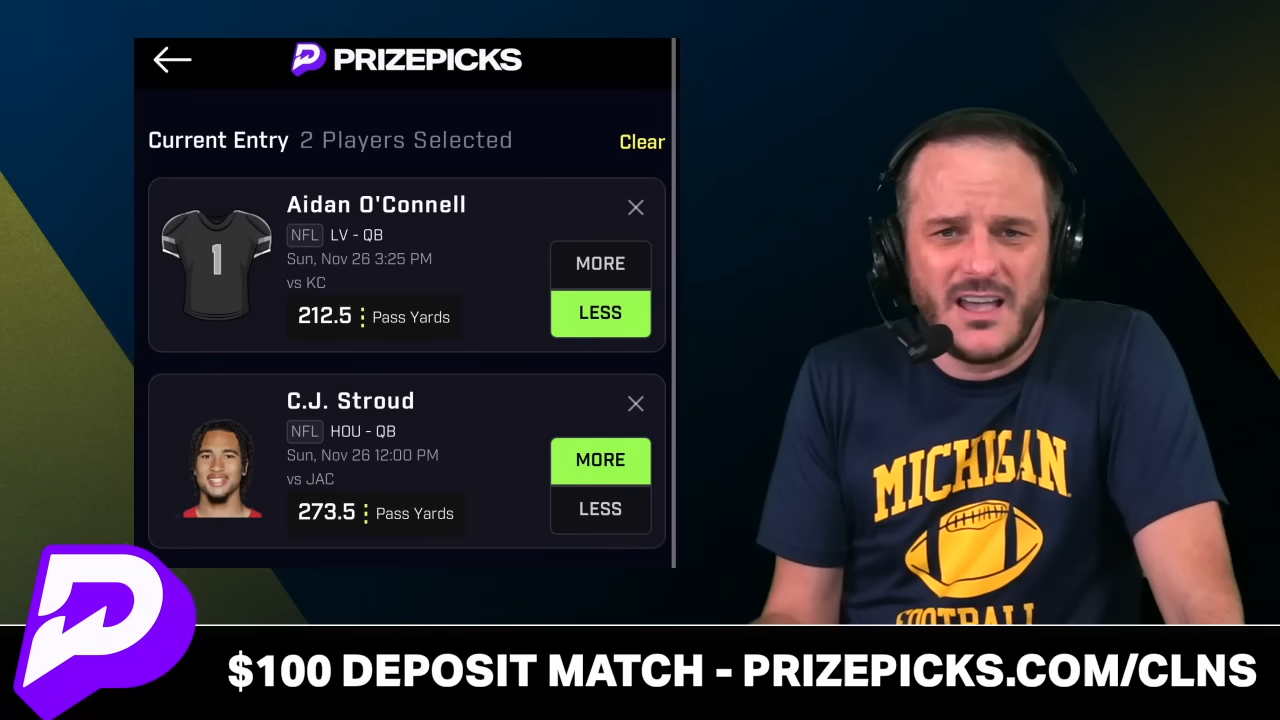 PRIZEPICKS
Current Entry 2 Players Selected Clear
Aidan O'Connell
NFL LV - QB
Sun, Nov 26 3:25 PM
vs KC
212.5 Pass Yards
MORE
LESS
1
C.J. Stroud
NFL HOU - QB
Sun, Nov 26 12:00 PM
vs JAC
273.5 Pass Yards
MORE
LESS
MICHIGAN
FOOTBALL
$100 DEPOSIT MATCH - PRIZEPICKS.COM/CLNS